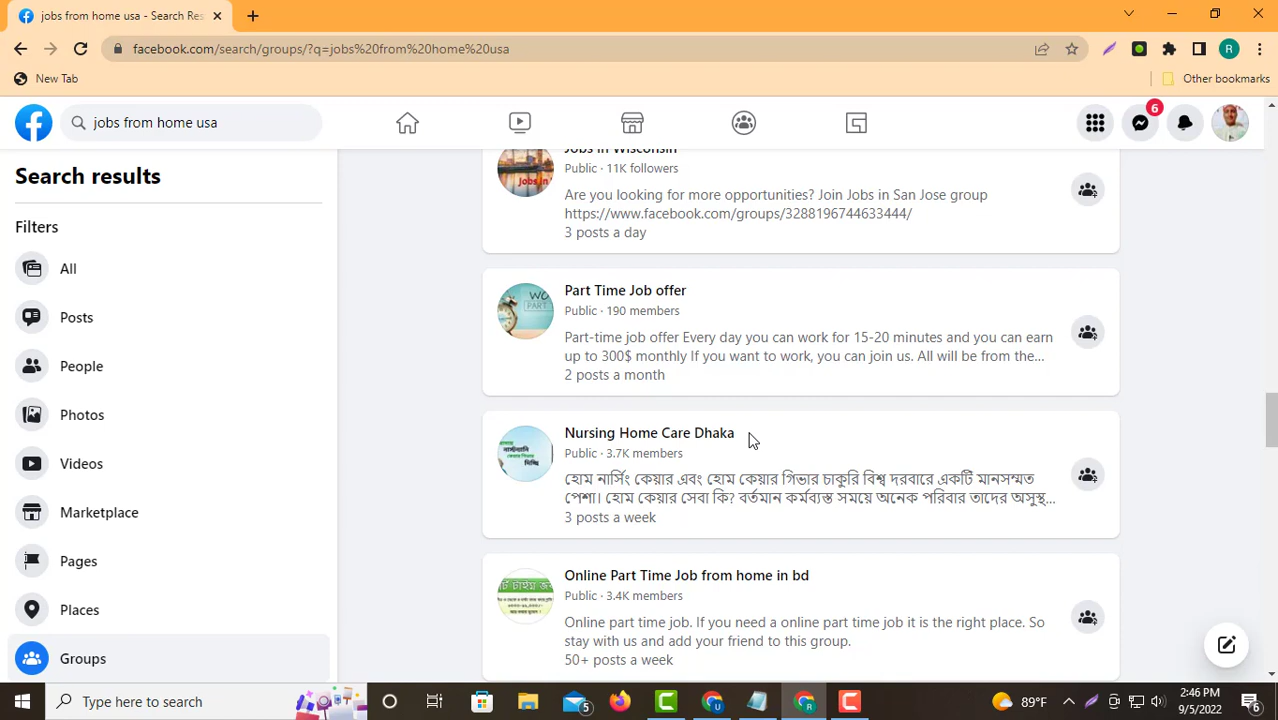 jobs from home usa - Search Res
facebook.com/search/groups/?q=jobs%20from%20home%20usa
R
New Tab
Other bookmarks
jobs from home usa
6
Search results
Filters
All
Posts
People
Photos
Videos
Marketplace
Pages
Places
Groups
Jobs in Wisconsin
Public · 11K followers
Are you looking for more opportunities? Join Jobs in San Jose group
https://www.facebook.com/groups/3288196744633444/
3 posts a day
Part Time Job offer
Public · 190 members
Part-time job offer Every day you can work for 15-20 minutes and you can earn
up to 300$ monthly If you want to work, you can join us. All will be from the...
2 posts a month
Nursing Home Care Dhaka
Public · 3.7K members
হোম নার্সিং কেয়ার এবং হোম কেয়ার গিভার চাকুরি বিশ্ব দরবারে একটি মানসম্মত
পেশা। হোম কেয়ার সেবা কি? বর্তমান কর্মব্যস্ত সময়ে অনেক পরিবার তাদের অসুস্থ...
3 posts a week
Online Part Time Job from home in bd
Public · 3.4K members
Online part time job. If you need a online part time job it is the right place. So
stay with us and add your friend to this group.
50+ posts a week
Type here to search
5
U
R
89°F
2:46 PM
9/5/2022
6